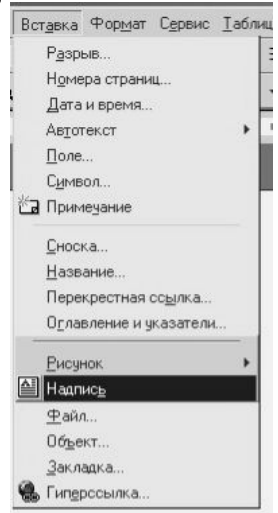 Вставка Формат Сервис Таблиц
Разрыв...
Номера страниц...
Дата и время...
Автотекст
Поле...
Символ...
Примечание
Сноска...
Название...
Перекрестная ссылка...
Оглавление и указатели...
Рисунок
Надпись
Файл...
Объект...
Закладка...
Гиперссылка...